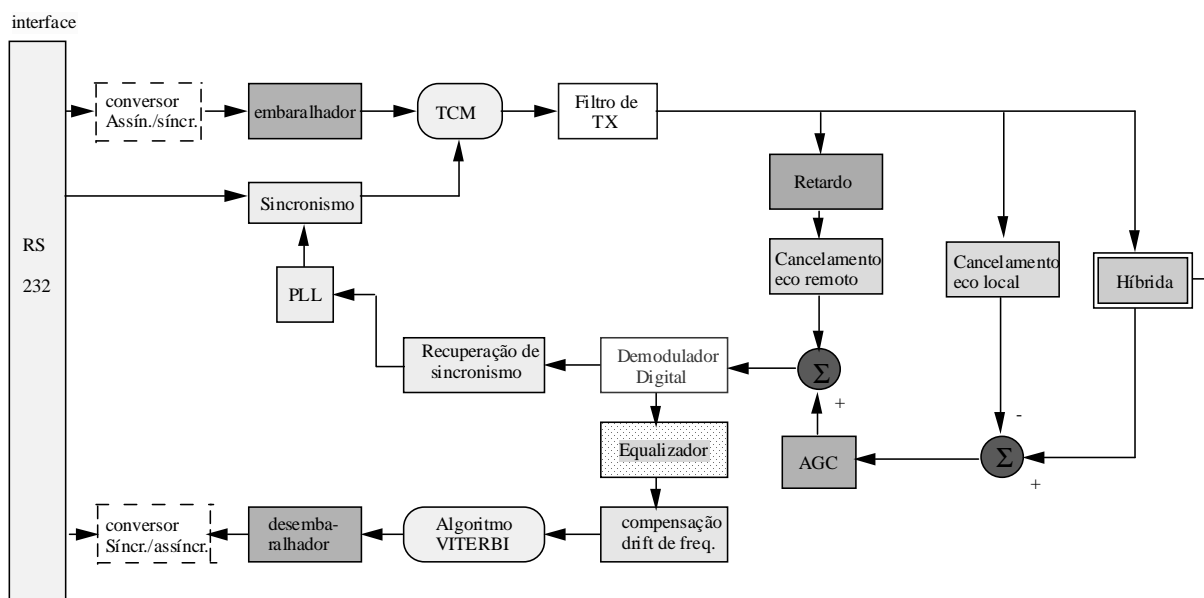 interface
conversor
Assín./síncr.
embaralhador
TCM
Filtro de
TX
Retardo
Sincronismo
RS
232
Cancelamento
eco remoto
Cancelamento
eco local
Híbrida
PLL
Recuperação de
sincronismo
Demodulador
Digital
Σ
+
-
Equalizador
AGC
Σ
+
conversor
Síncr./assíncr.
desemba-
ralhador
Algoritmo
VITERBI
compensação
drift de freq.